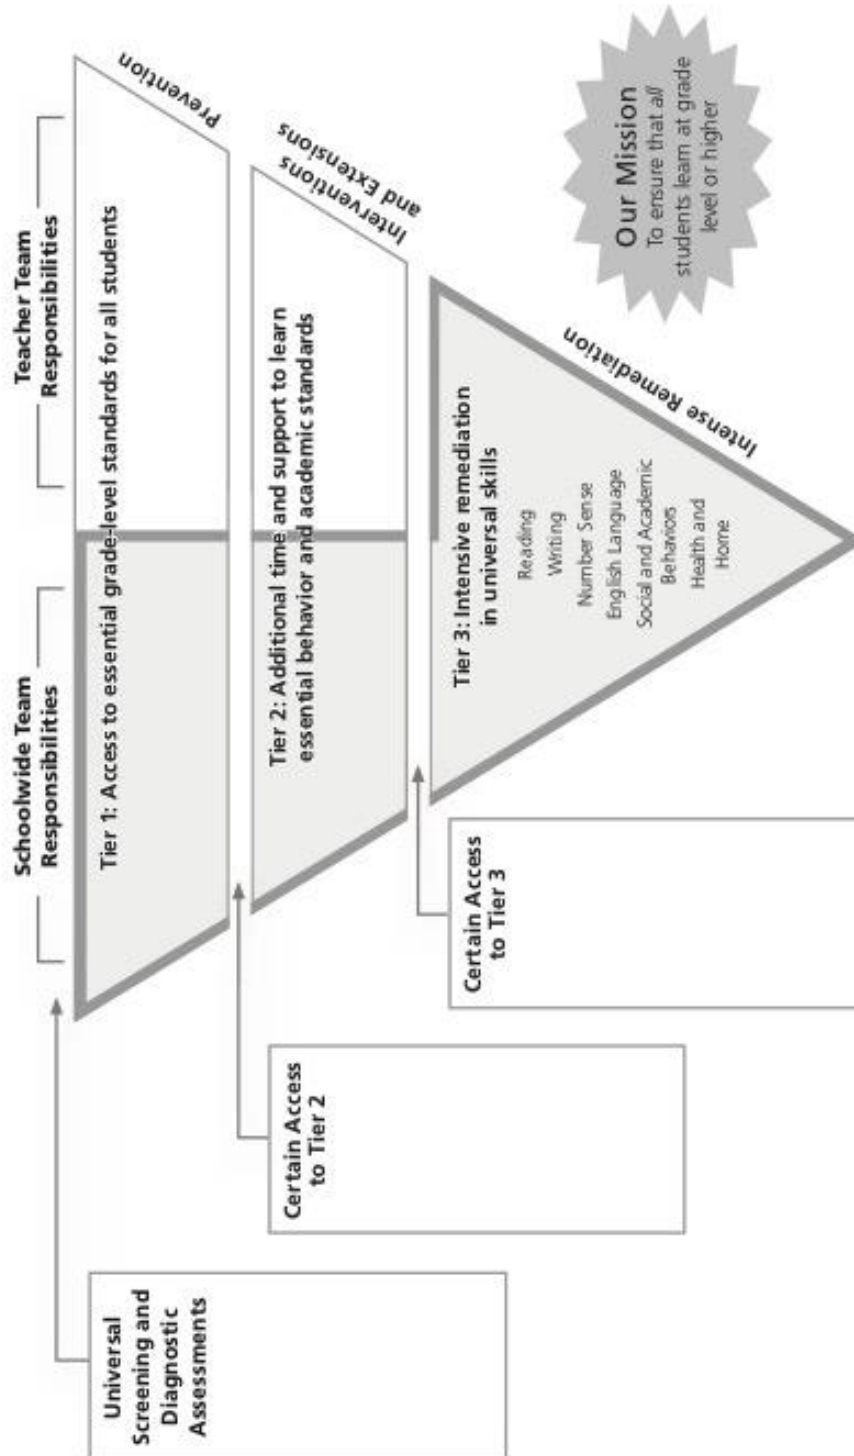 Schoolwide Team
Responsibilities
Teacher Team
Responsibilities
Universal
Screening and
Diagnostic
Assessments
Tier 1: Access to essential grade-level standards for all students
Prevention
Certain Access
to Tier 2
Tier 2: Additional time and support to learn
essential behavior and academic standards
Interventions
and Extensions
Certain Access
to Tier 3
Tier 3: Intensive remediation
in universal skills
Reading
Writing
Number Sense
English Language
Social and Academic
Behaviors
Health and
Home
Intense Remediation
Our Mission
To ensure that all
students learn at grade
level or higher